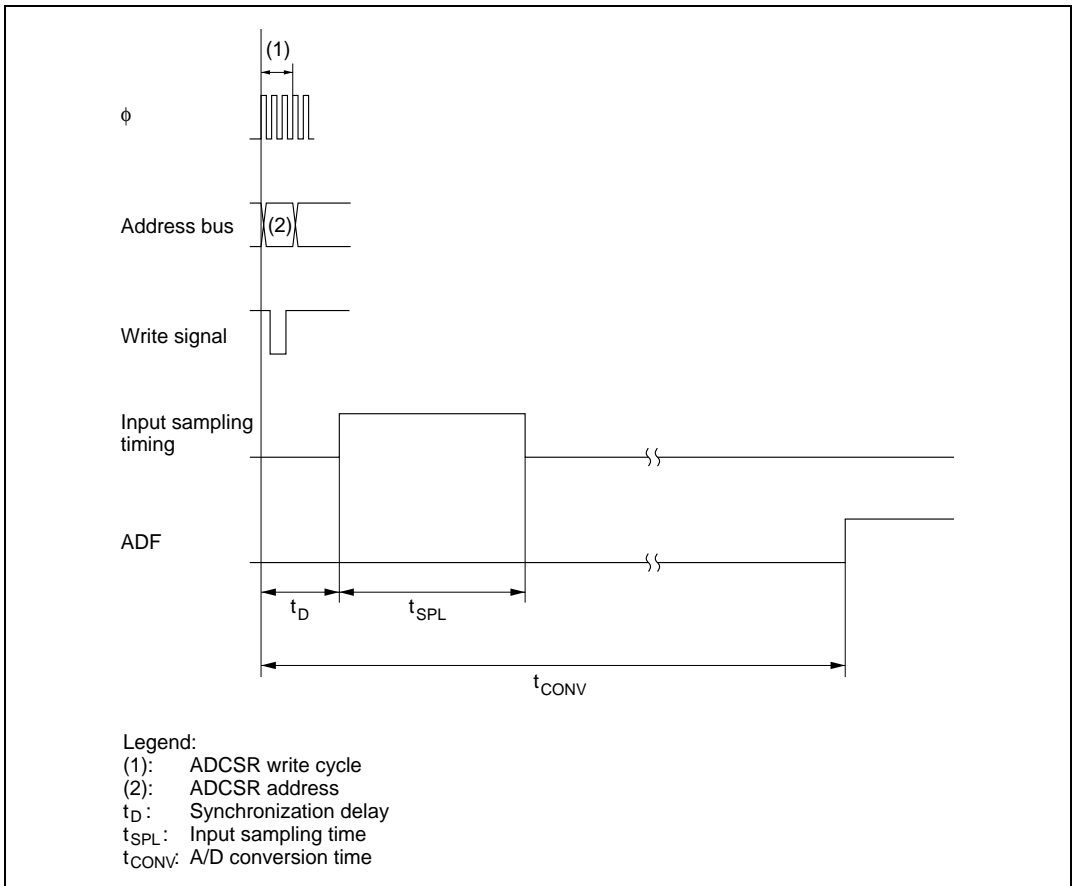 (1)
φ
Address bus
(2)
Write signal
Input sampling
timing
ADF
tD
tSPL
tCONV
Legend:
(1): ADCSR write cycle
(2): ADCSR address
tD : Synchronization delay
tSPL : Input sampling time
tCONV: A/D conversion time